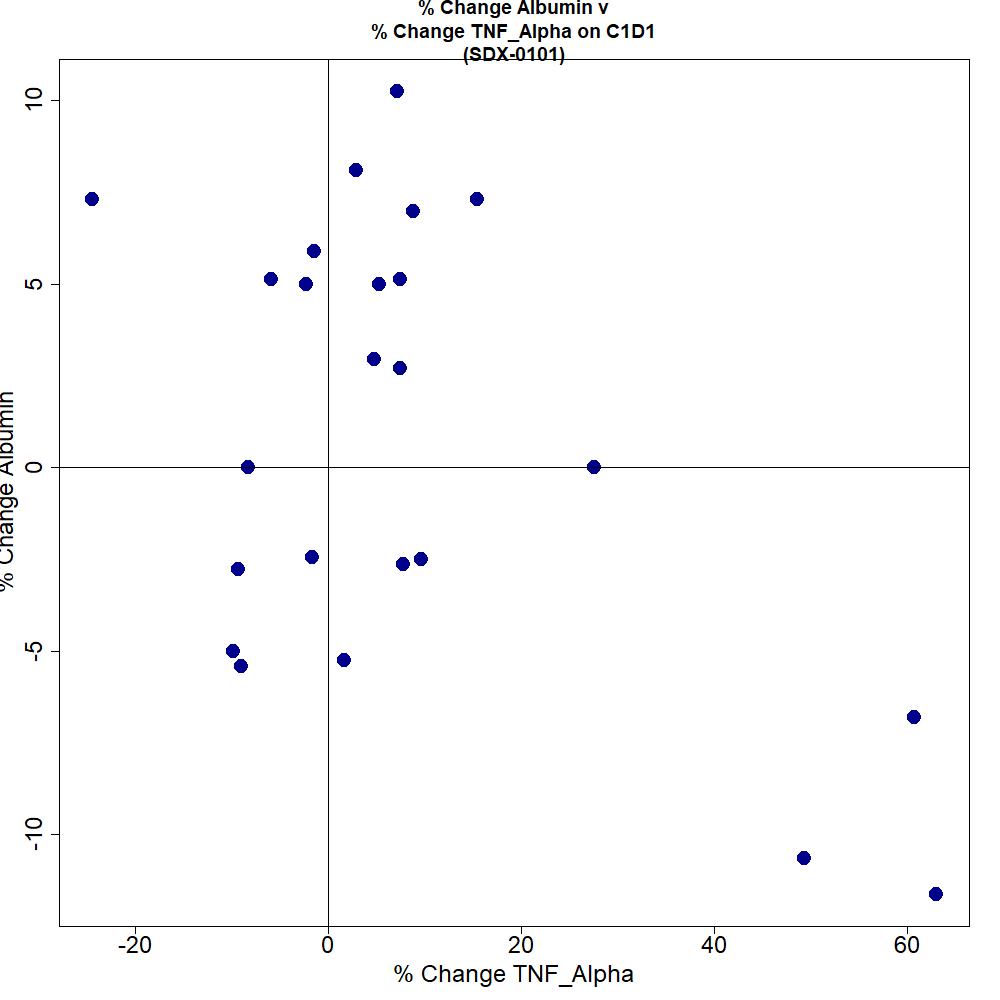 % Change Albumin v
% Change TNF_Alpha on C1D1
(SDX-0101)
% Change Albumin
10
5
0
-5
-10
-20
0
20
40
60
% Change TNF_Alpha